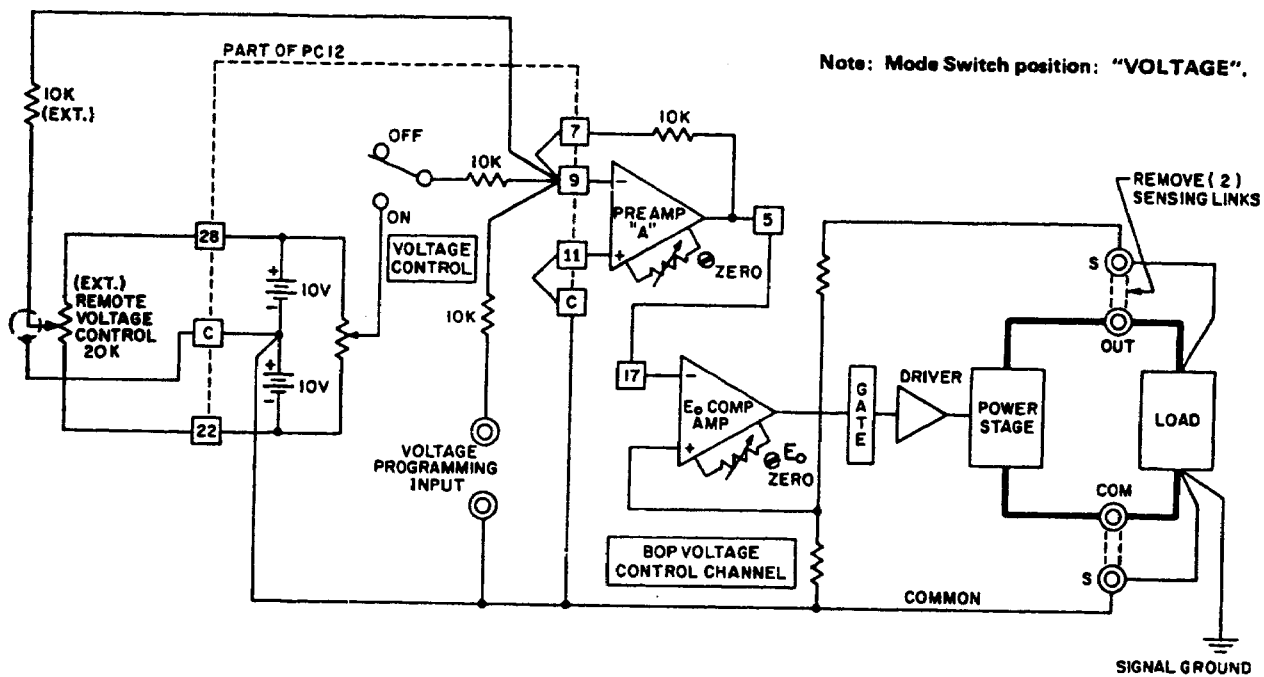 PART OF PC12
Note: Mode Switch position: "VOLTAGE".
10K
(EXT.)
7
10K
OFF
10K
9
-
PREAMP
"A"
5
ZERO
+
11
C
ON
VOLTAGE
CONTROL
28
+
-
10V
(EXT.)
REMOTE
VOLTAGE
CONTROL
20K
C
+
-
10V
22
10K
VOLTAGE
PROGRAMMING
INPUT
REMOVE (2)
SENSING LINKS
S
OUT
17
-
E₀ COMP
AMP
+
E₀
ZERO
GATE
DRIVER
POWER
STAGE
LOAD
COM
S
BOP VOLTAGE
CONTROL CHANNEL
COMMON
SIGNAL GROUND